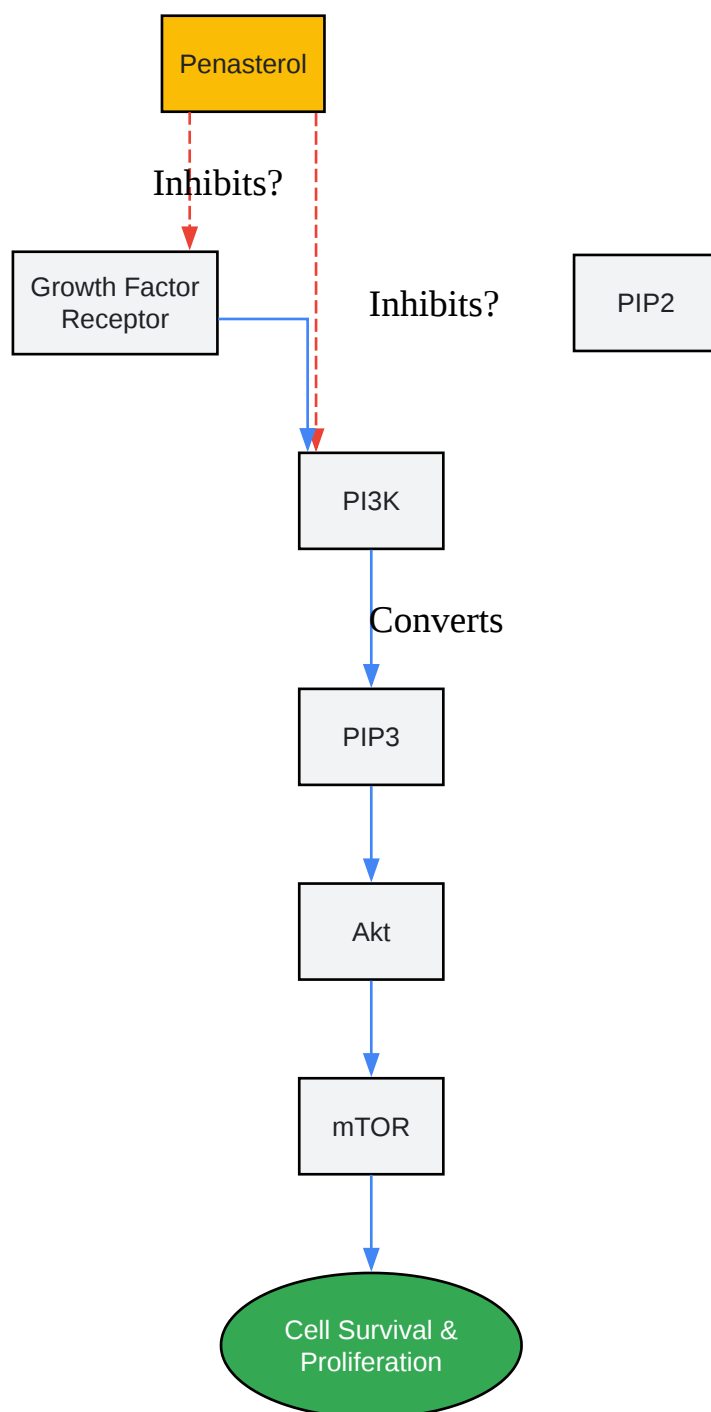 Penasterol
Inhibits?
Growth Factor
Receptor
Inhibits?
PIP2
PI3K
Converts
PIP3
Akt
mTOR
Cell Survival &
Proliferation